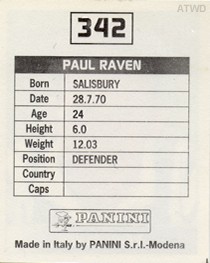 ATWD
342
PAUL RAVEN
Born SALISBURY
Date 28.7.70
Age 24
Height 6.0
Weight 12.03
Position DEFENDER
Country
Caps
PANINI
Made in Italy by PANINI S.r.l.-Modena